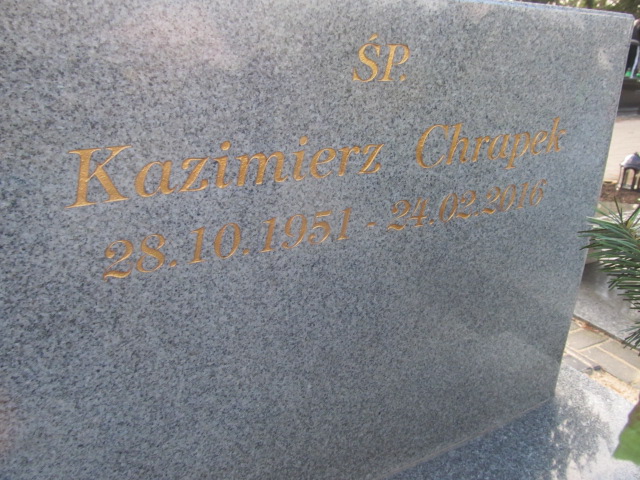 ŚP.
Kazimierz Chrapek
28.10.1951 - 24.02.2016